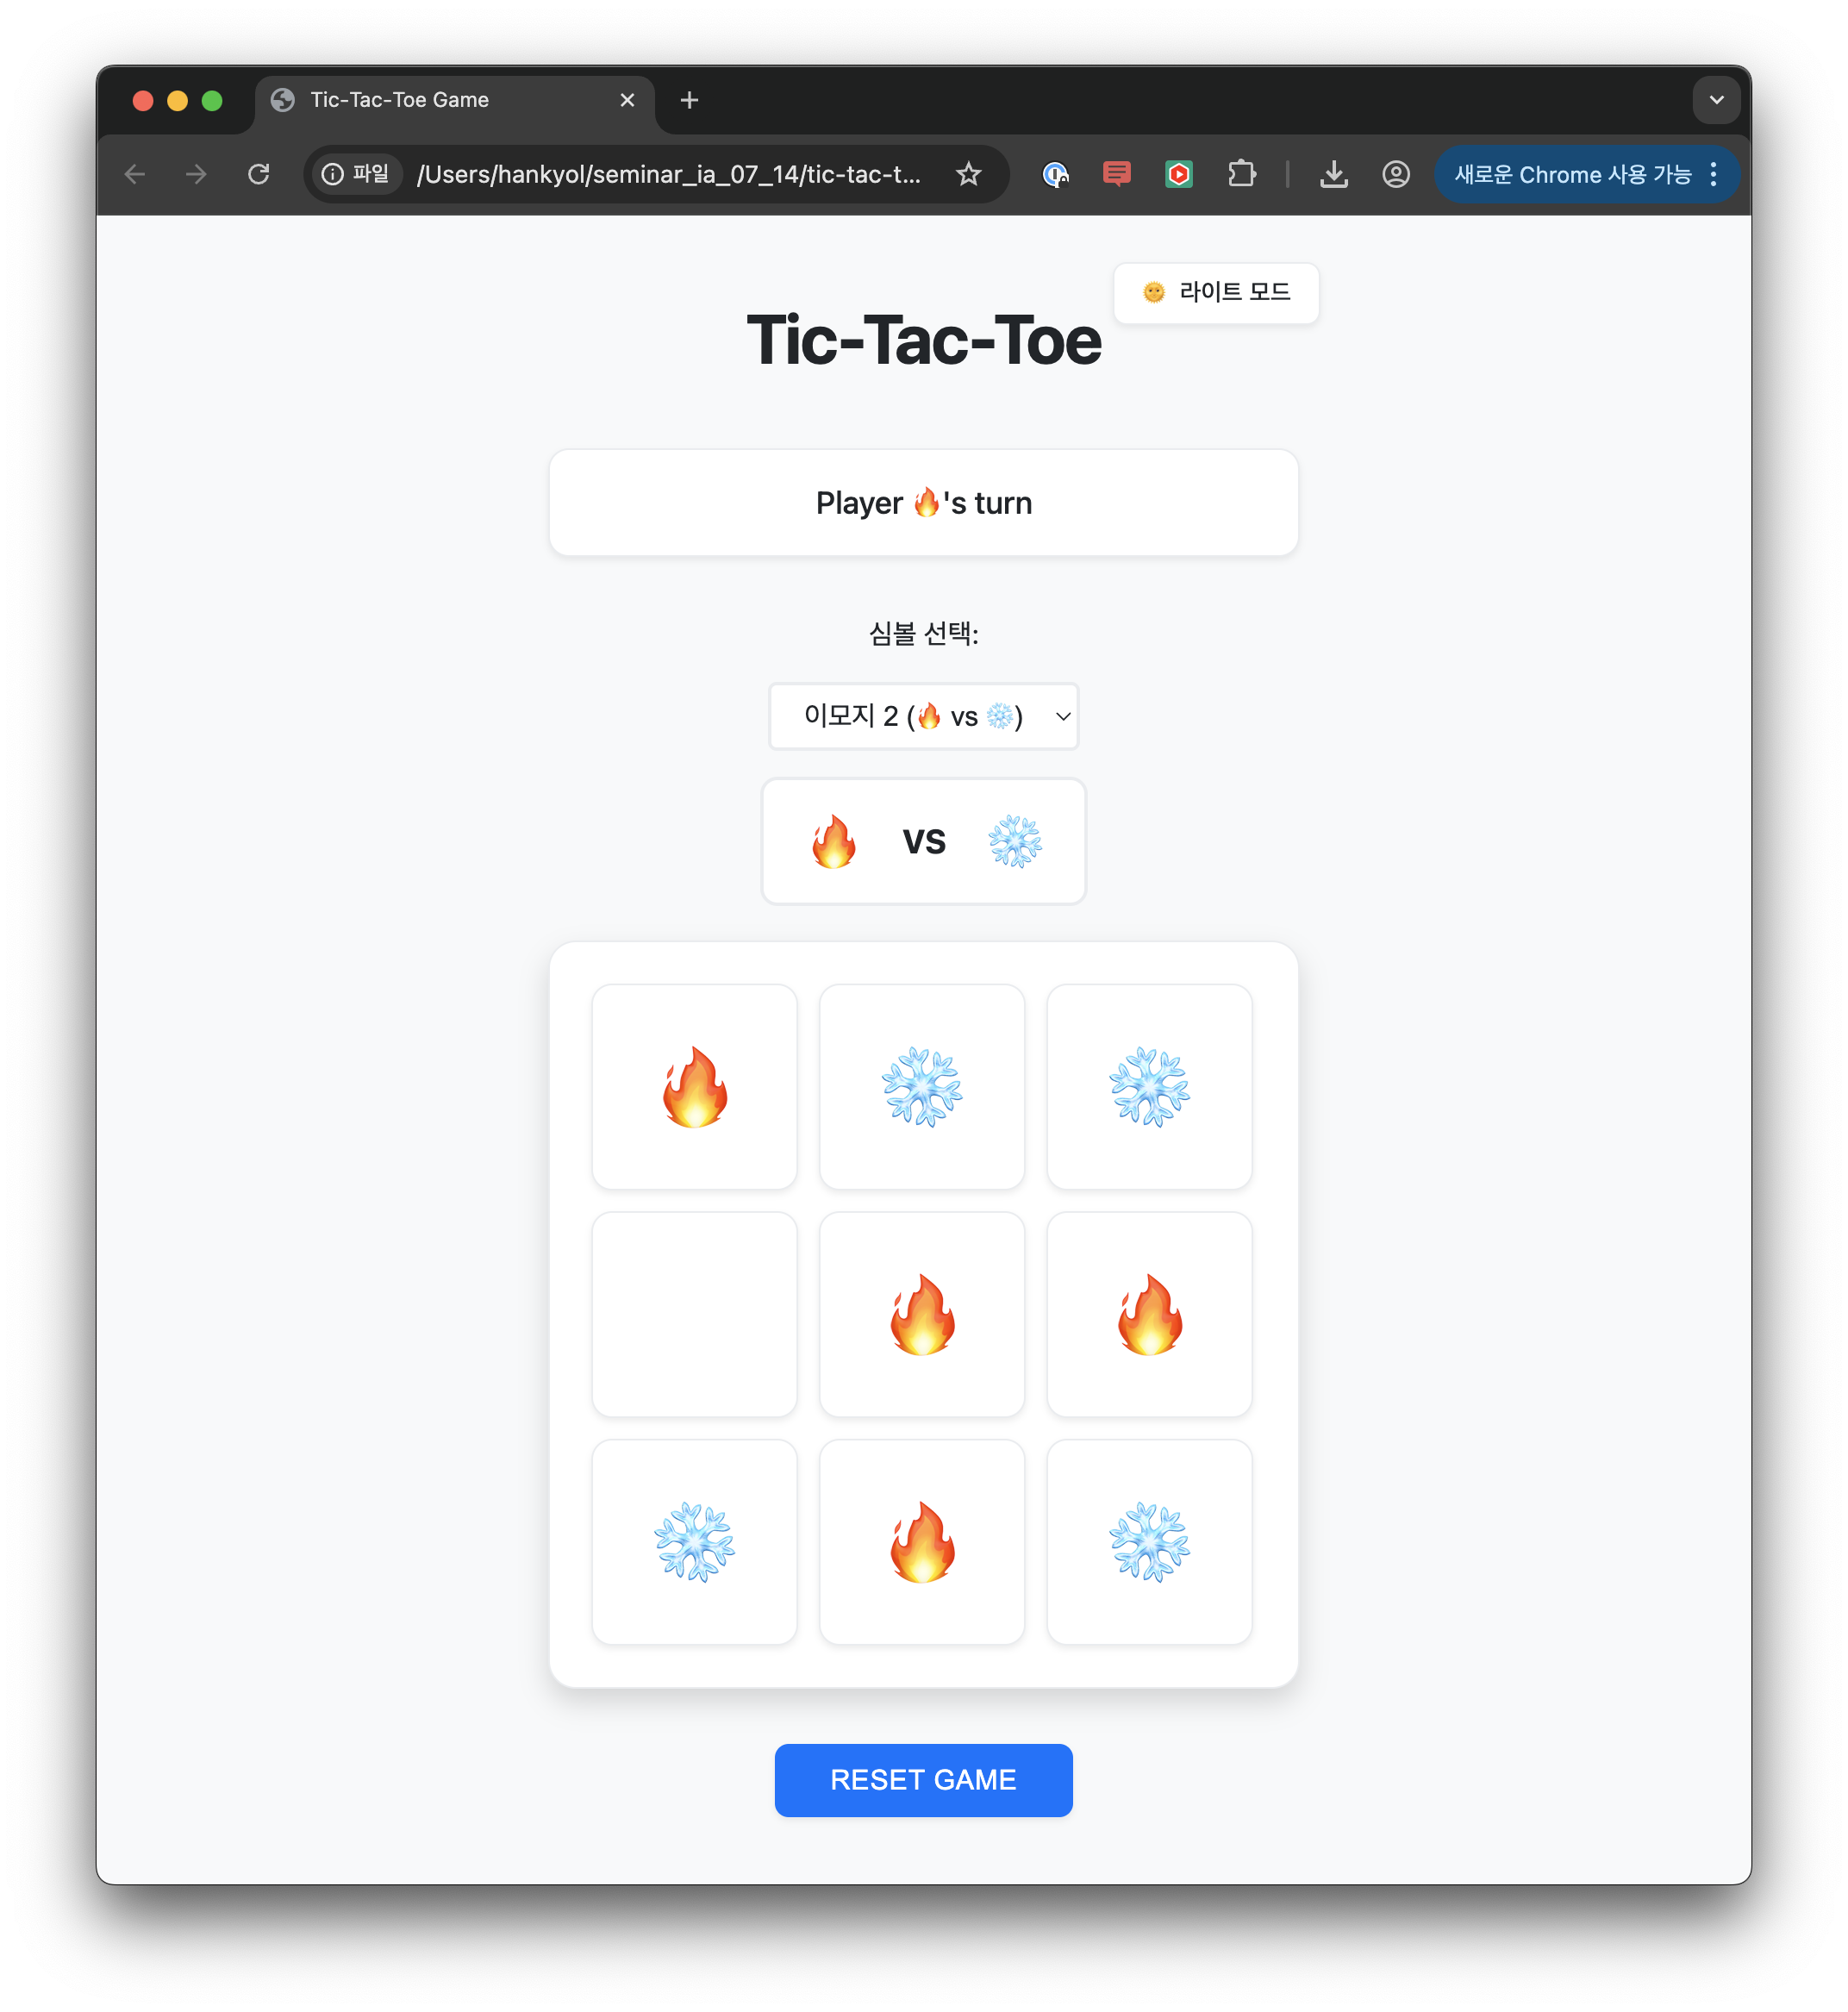 Tic-Tac-Toe Game
파일 /Users/hankyol/seminar_ia_07_14/tic-tac-t...
새로운 Chrome 사용 가능
🌞 라이트 모드
Tic-Tac-Toe
Player 🔥's turn
심볼 선택:
이모지 2 (🔥 vs ❄️)
🔥 vs ❄️
RESET GAME